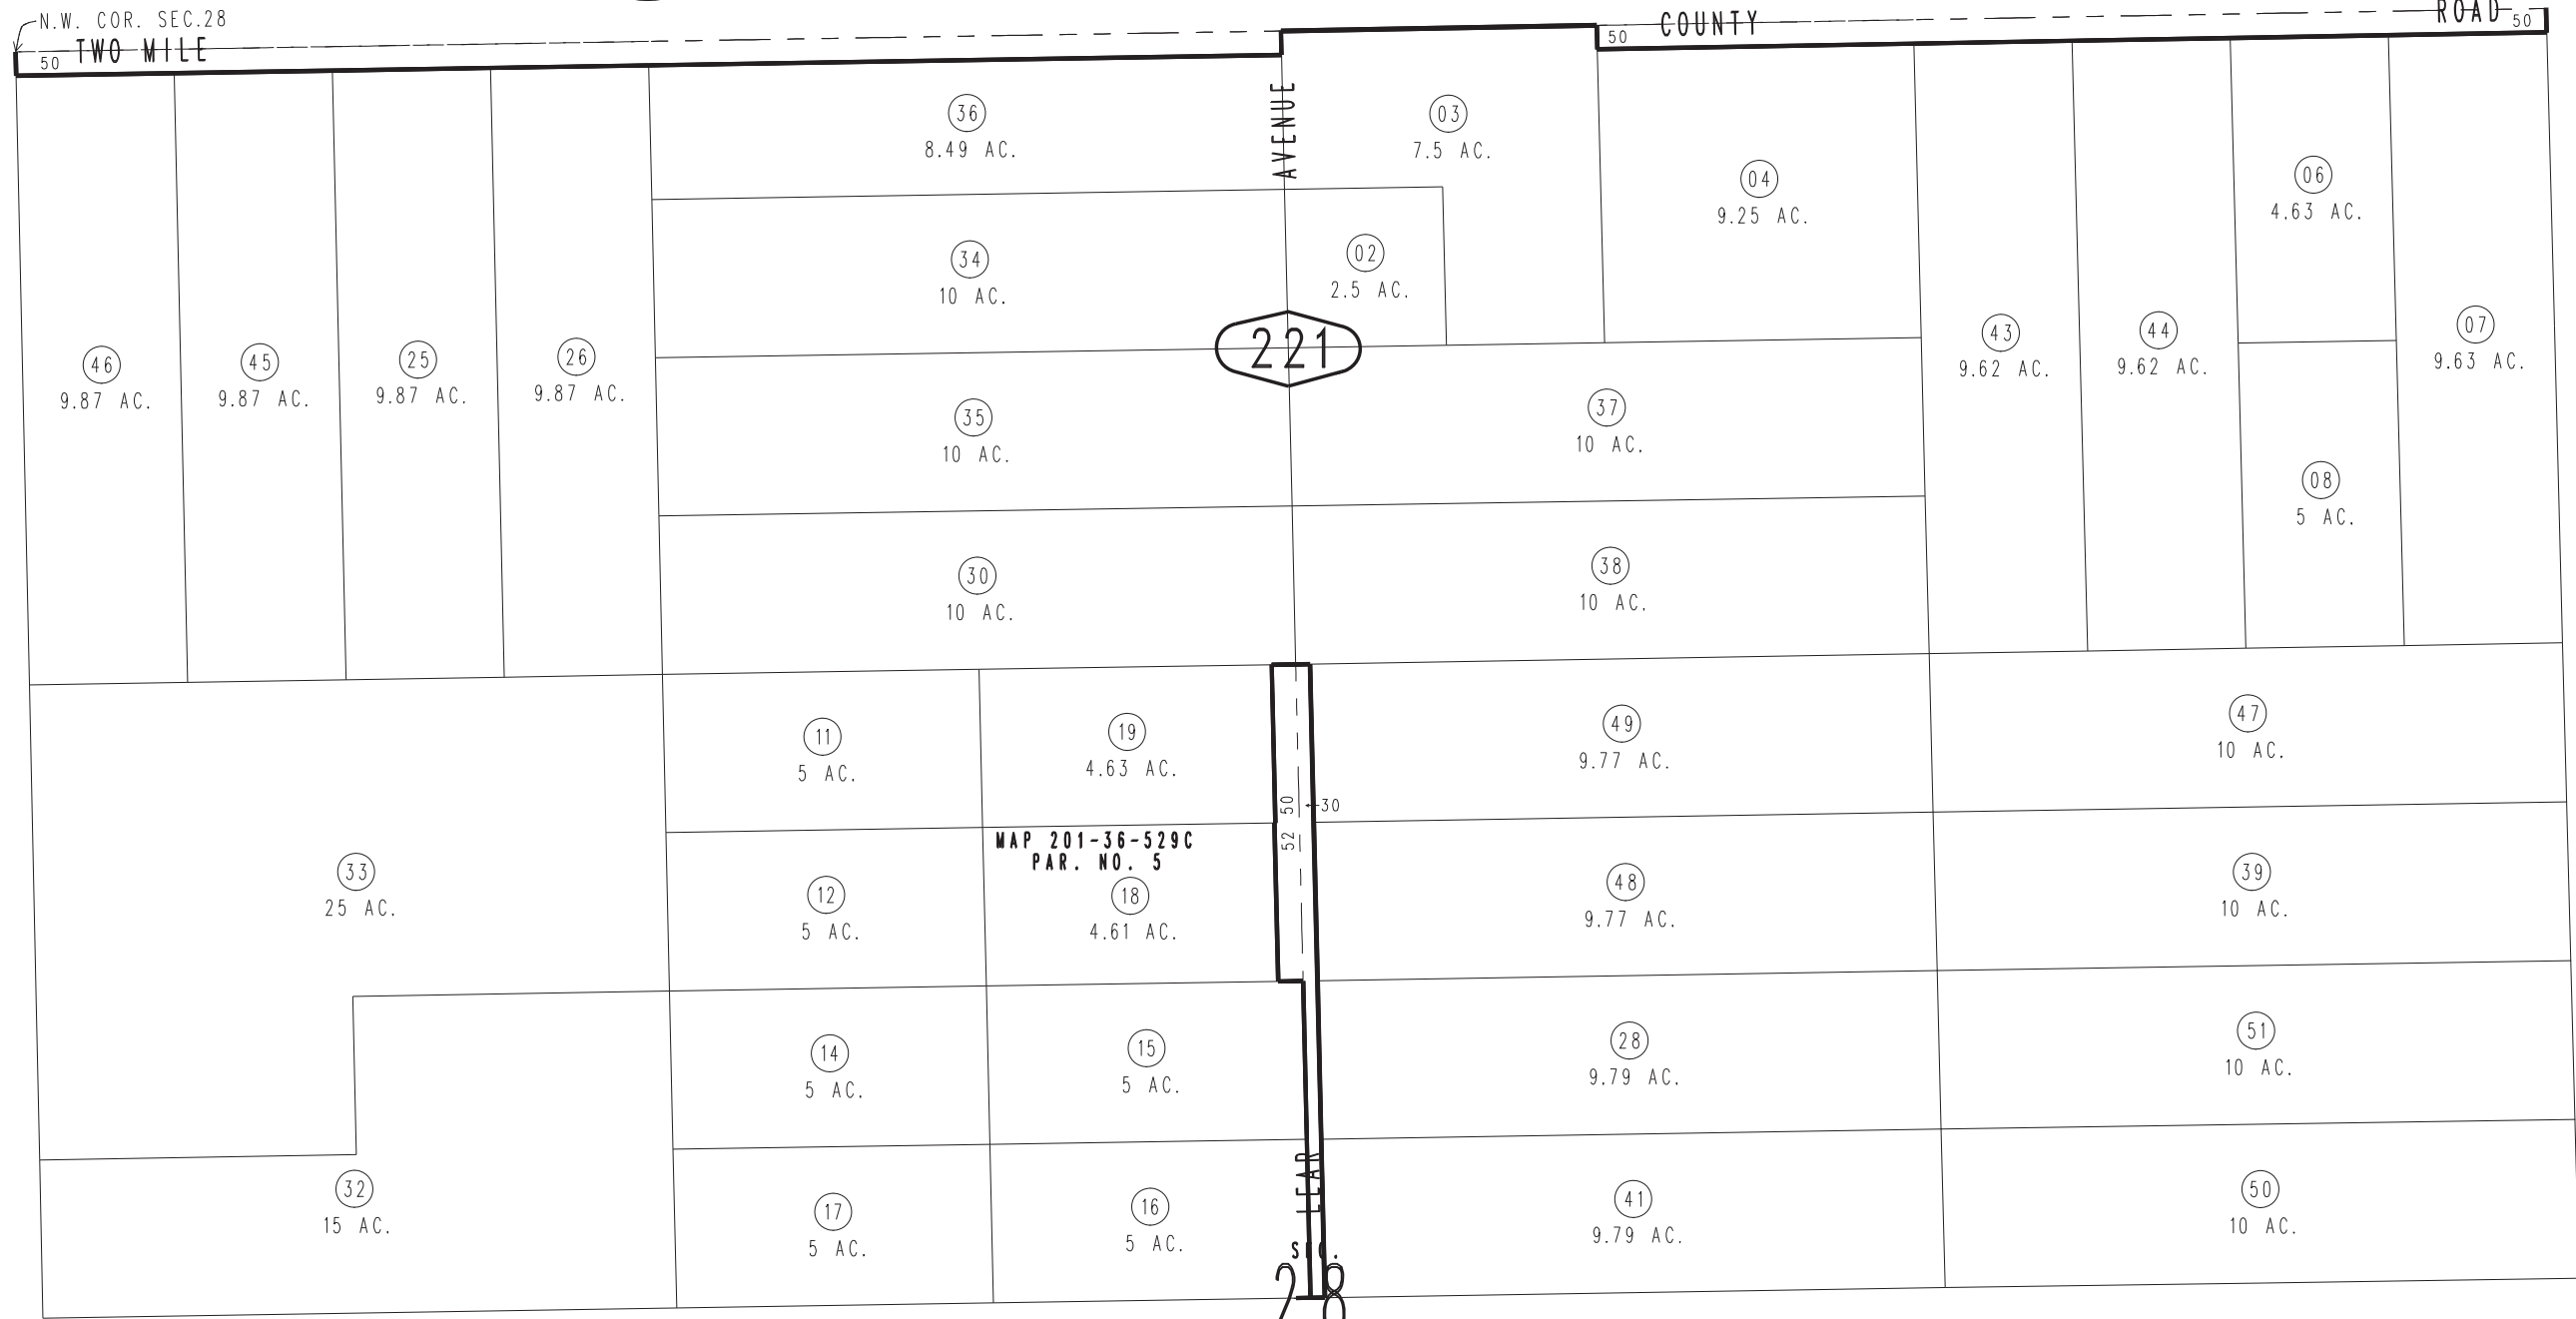 N.W. COR. SEC.28
50 TWO MILE
50 COUNTY
ROAD 50
AVENUE
36
8.49 AC.
03
7.5 AC.
04
9.25 AC.
06
4.63 AC.
34
10 AC.
02
2.5 AC.
221
46
9.87 AC.
45
9.87 AC.
25
9.87 AC.
26
9.87 AC.
35
10 AC.
37
10 AC.
43
9.62 AC.
44
9.62 AC.
07
9.63 AC.
08
5 AC.
30
10 AC.
38
10 AC.
11
5 AC.
19
4.63 AC.
49
9.77 AC.
47
10 AC.
50
30
52
MAP 201-36-529C
PAR. NO. 5
33
25 AC.
12
5 AC.
18
4.61 AC.
48
9.77 AC.
39
10 AC.
14
5 AC.
15
5 AC.
28
9.79 AC.
51
10 AC.
32
15 AC.
17
5 AC.
16
5 AC.
LEAR
41
9.79 AC.
50
10 AC.
SEC.
28